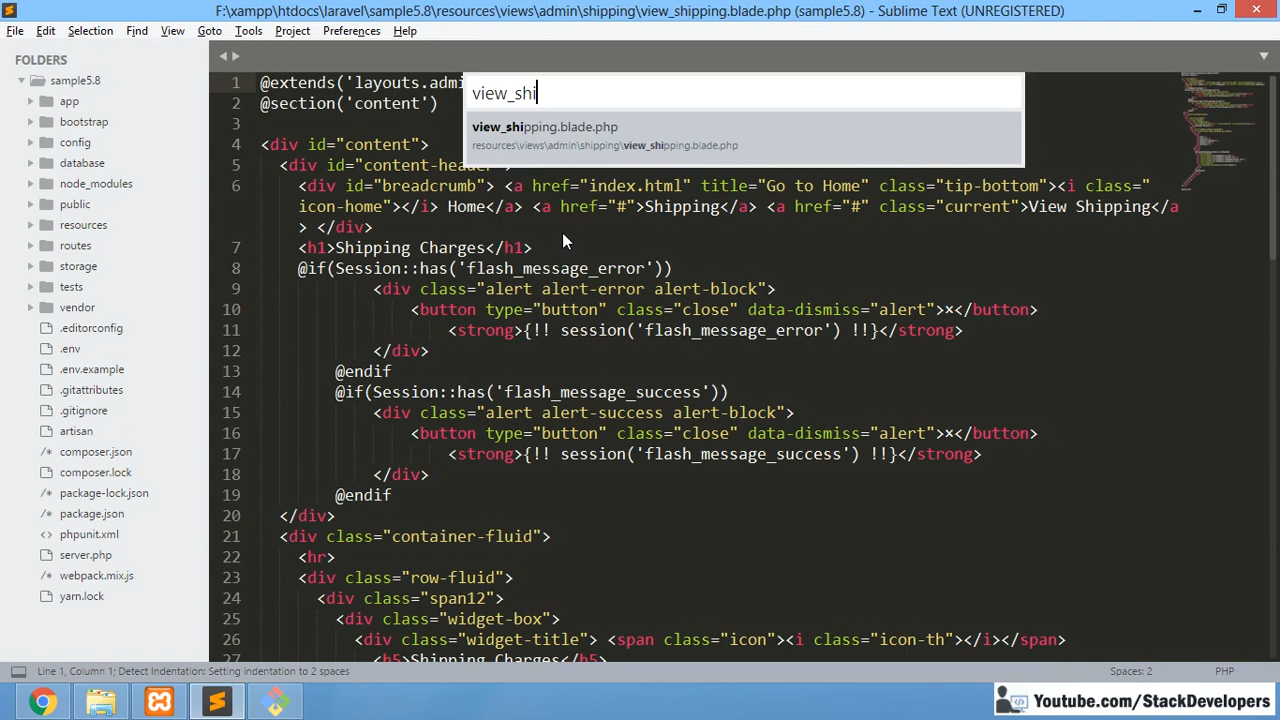 F:\xampp\htdocs\laravel\sample5.8\resources\views\admin\shipping\view_shipping.blade.php (sample5.8) - Sublime Text (UNREGISTERED)
File Edit Selection Find View Goto Tools Project Preferences Help
FOLDERS
sample5.8
app
bootstrap
config
database
node_modules
public
resources
routes
storage
tests
vendor
.editorconfig
.env
.env.example
.gitattributes
.gitignore
artisan
/* composer.json
composer.lock
/* package-lock.json
/* package.json
<> phpunit.xml
server.php
/* webpack.mix.js
yarn.lock
view_shi
view_shipping.blade.php
resources\views\admin\shipping\view_shipping.blade.php
1 @extends('layouts.admi
2 @section('content')
3
4 <div id="content">
5 <div id="content-header
6 <div id="breadcrumb"> <a href="index.html" title="Go to Home" class="tip-bottom"><i class="
icon-home"></i> Home</a> <a href="#">Shipping</a> <a href="#" class="current">View Shipping</a
> </div>
7 <h1>Shipping Charges</h1>
8 @if(Session::has('flash_message_error'))
9 <div class="alert alert-error alert-block">
10 <button type="button" class="close" data-dismiss="alert">×</button>
11 <strong>{!! session('flash_message_error') !!}</strong>
12 </div>
13 @endif
14 @if(Session::has('flash_message_success'))
15 <div class="alert alert-success alert-block">
16 <button type="button" class="close" data-dismiss="alert">×</button>
17 <strong>{!! session('flash_message_success') !!}</strong>
18 </div>
19 @endif
20 </div>
21 <div class="container-fluid">
22 <hr>
23 <div class="row-fluid">
24 <div class="span12">
25 <div class="widget-box">
26 <div class="widget-title"> <span class="icon"><i class="icon-th"></i></span>
27 <h5>Shipping Charges</h5>
Line 1, Column 1; Detect Indentation: Setting indentation to 2 spaces
Spaces: 2
PHP
Youtube.com/StackDevelopers